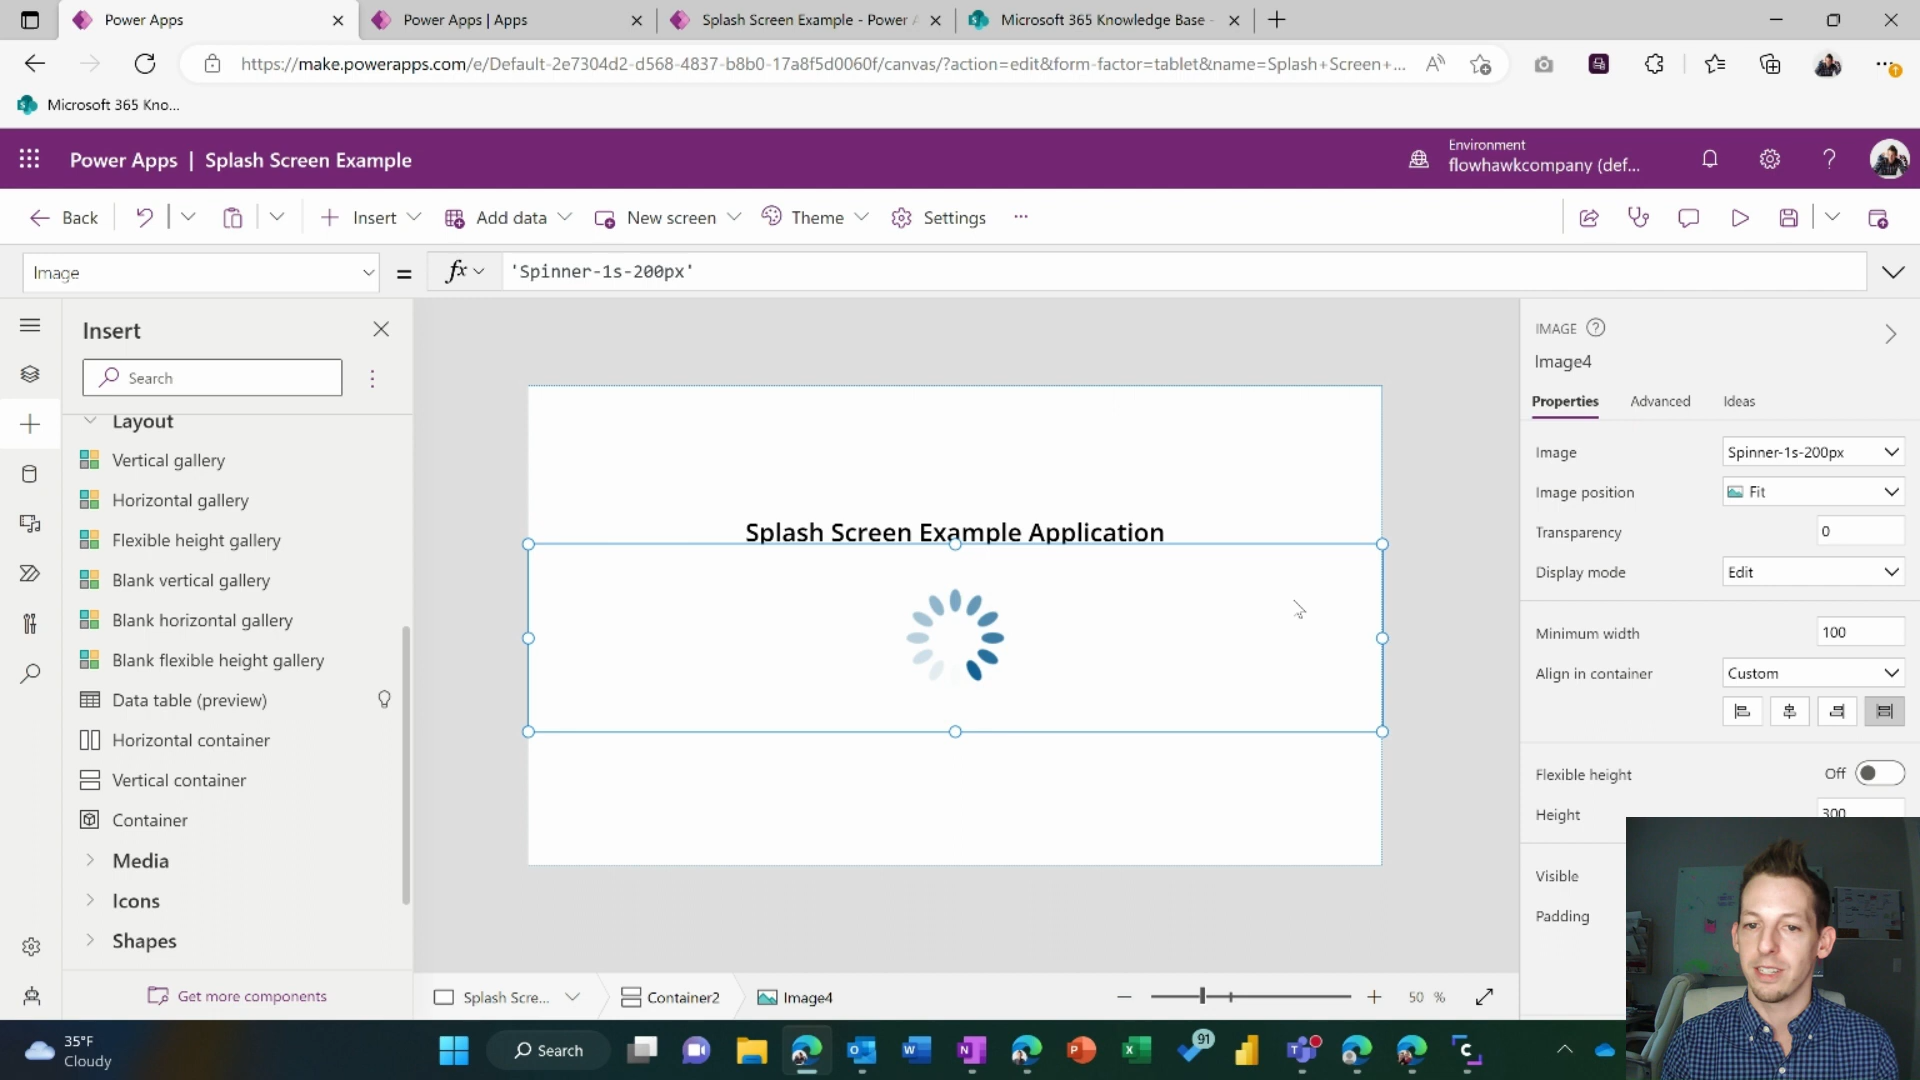 Power Apps
Power Apps | Apps
Splash Screen Example - Power A
Microsoft 365 Knowledge Base -
https://make.powerapps.com/e/Default-2e7304d2-d568-4837-b8b0-17a8f5d0060f/canvas/?action=edit&form-factor=tablet&name=Splash+Screen+...
Microsoft 365 Kno...
Power Apps | Splash Screen Example
Environment
flowhawkcompany (def...
Back
Insert
Add data
New screen
Theme
Settings
Image
=
fx
'Spinner-1s-200px'
Insert
Search
Layout
Vertical gallery
Horizontal gallery
Flexible height gallery
Blank vertical gallery
Blank horizontal gallery
Blank flexible height gallery
Data table (preview)
Horizontal container
Vertical container
Container
Media
Icons
Shapes
Get more components
Splash Screen Example Application
IMAGE
Image4
Properties
Advanced
Ideas
Image
Spinner-1s-200px
Image position
Fit
Transparency
0
Display mode
Edit
Minimum width
100
Align in container
Custom
Flexible height
Off
Height
300
Visible
Padding
Splash Scre...
Container2
Image4
50 %
35°F
Cloudy
Search
91